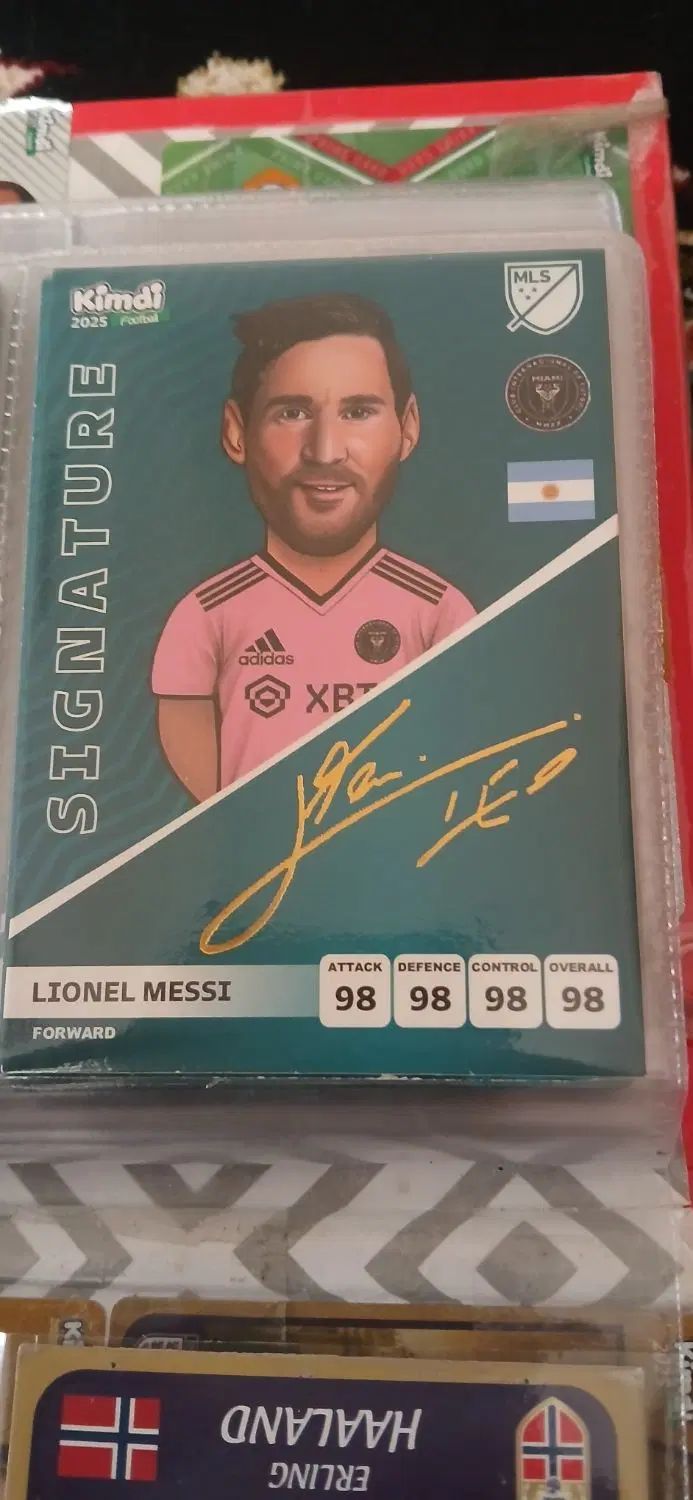 Kimdi
2025 Football
SIGNATURE
MLS
MIAMI
adidas
LIONEL MESSI
FORWARD
ATTACK DEFENCE CONTROL OVERALL
98 98 98 98
ERLING
HAALAND